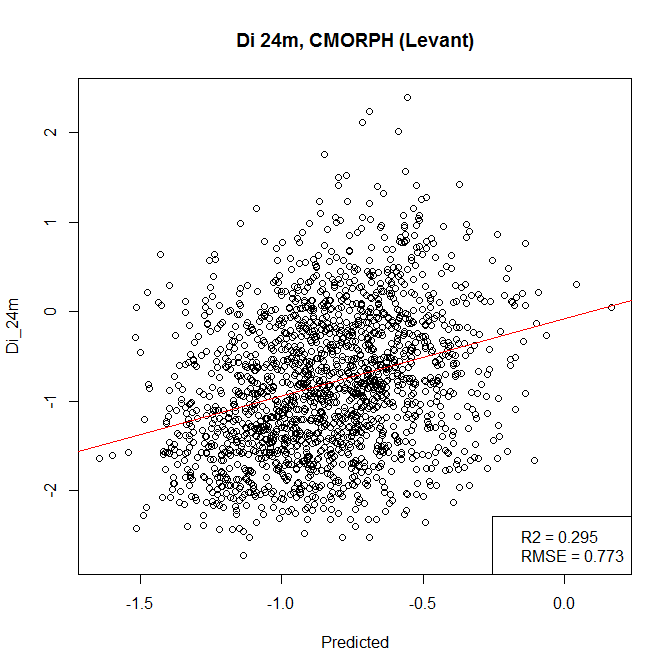 Di 24m, CMORPH (Levant)
Di_24m
2
1
0
-1
-2
-1.5
-1.0
-0.5
0.0
Predicted
R2 = 0.295
RMSE = 0.773